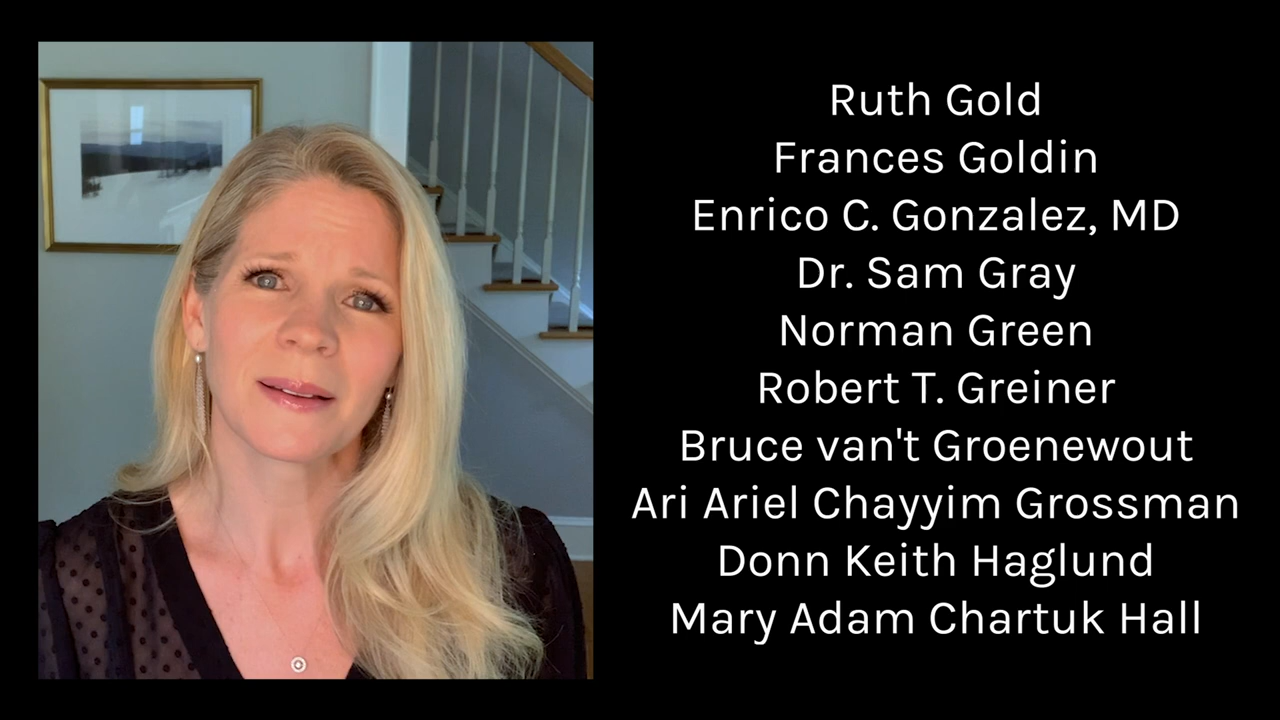 Ruth Gold
Frances Goldin
Enrico C. Gonzalez, MD
Dr. Sam Gray
Norman Green
Robert T. Greiner
Bruce van't Groenewout
Ari Ariel Chayyim Grossman
Donn Keith Haglund
Mary Adam Chartuk Hall